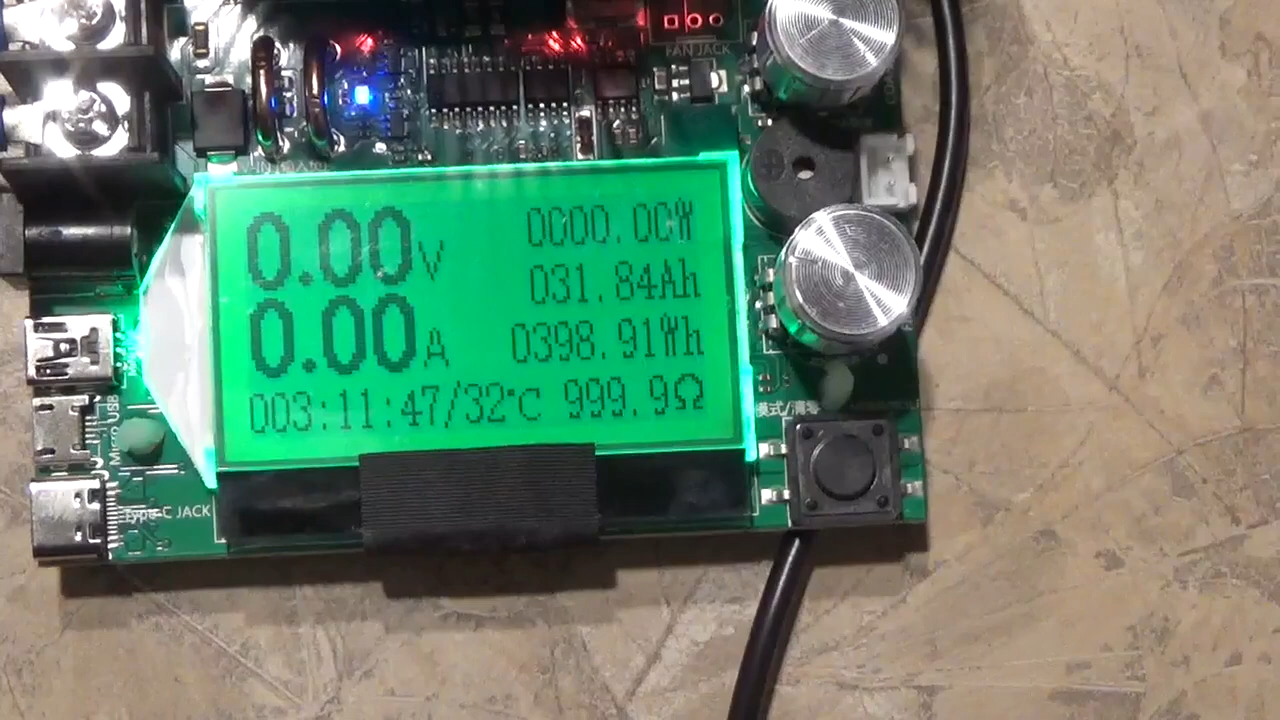 FAN JACK
0.00V
0000.00W
031.84Ah
0.00A
0398.91Wh
003:11:47/32°C 999.9Ω
模式/清零
Micro USB
Type-C JACK